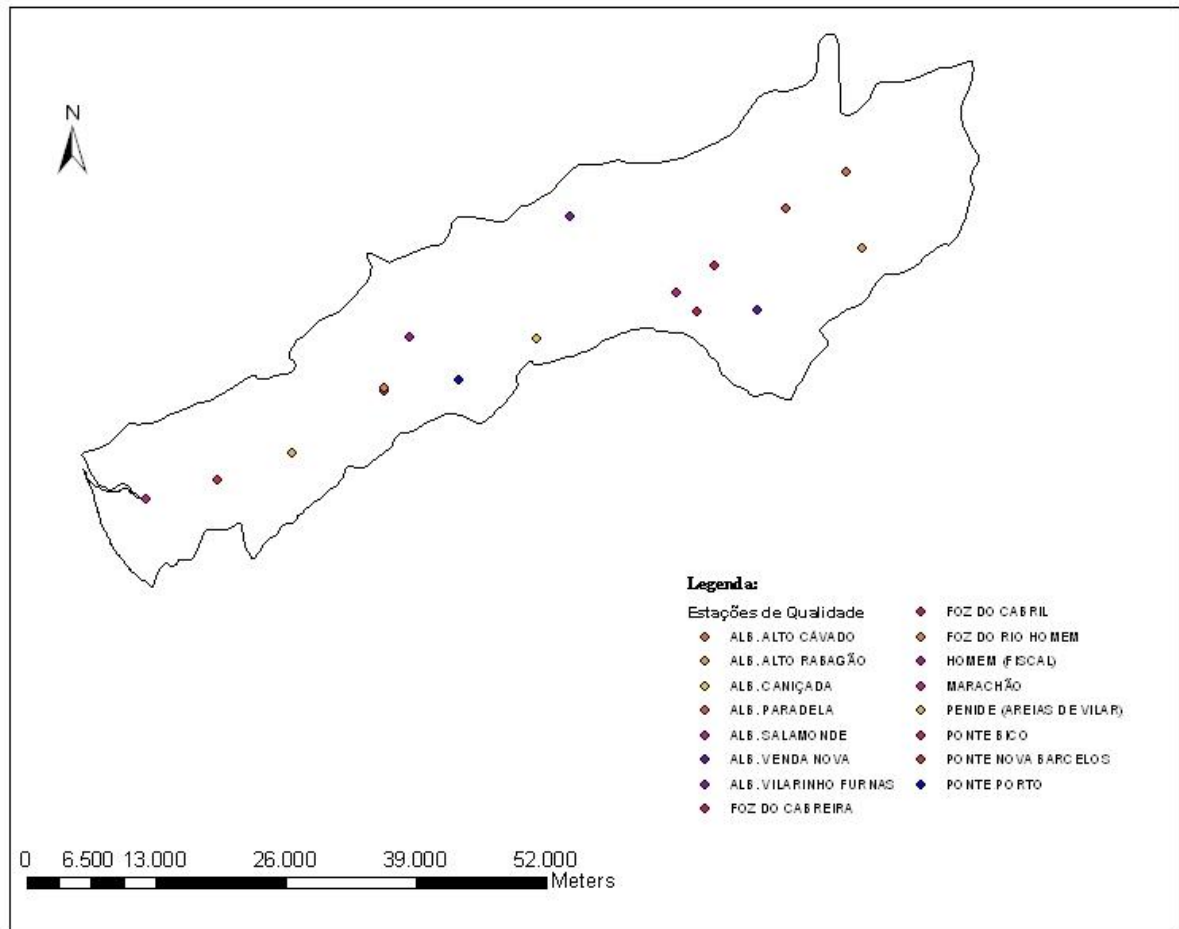 N
Legenda:
Estações de Qualidade
ALB. ALTO CÁVADO
ALB. ALTO RABAGÃO
ALB. CANIÇADA
ALB. PARADELA
ALB. SALAMONDE
ALB. VENDA NOVA
ALB. VILARINHO FURNAS
FOZ DO CABREIRA
FOZ DO CABRIL
FOZ DO RIO HOMEM
HOMEM (FISCAL)
MARACHÃO
PENIDE (AREIAS DE VILAR)
PONTE BICO
PONTE NOVA BARCELOS
PONTE PORTO
0 6.500 13.000 26.000 39.000 52.000
Meters